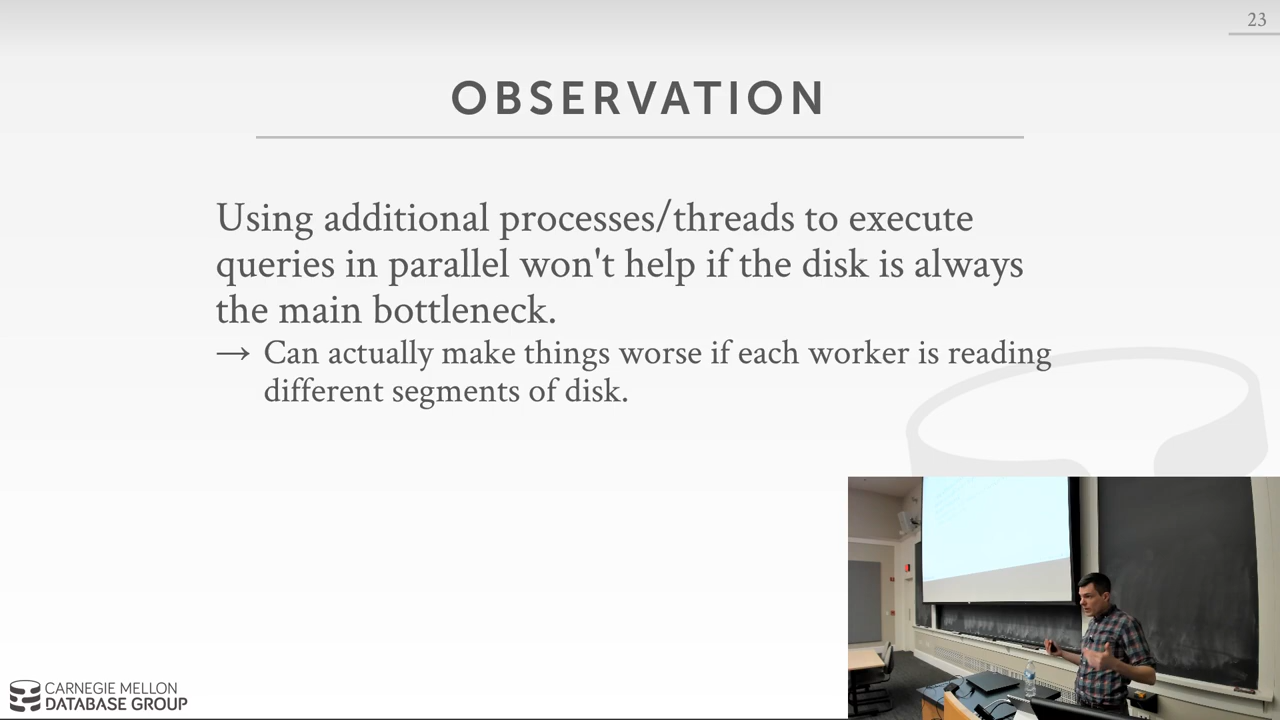 23
OBSERVATION
Using additional processes/threads to execute
queries in parallel won't help if the disk is always
the main bottleneck.
→ Can actually make things worse if each worker is reading
different segments of disk.
CARNEGIE MELLON
DATABASE GROUP